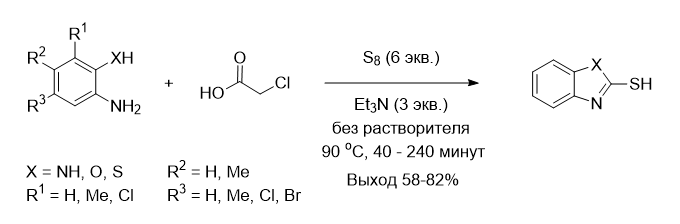 R¹
R²
XH
R³
NH₂
+
O
HO
Cl
S₈ (6 экв.)
Et₃N (3 экв.)
без растворителя
90 ⁰C, 40 - 240 минут
Выход 58-82%
X
N
SH
X = NH, O, S
R² = H, Me
R¹ = H, Me, Cl
R³ = H, Me, Cl, Br